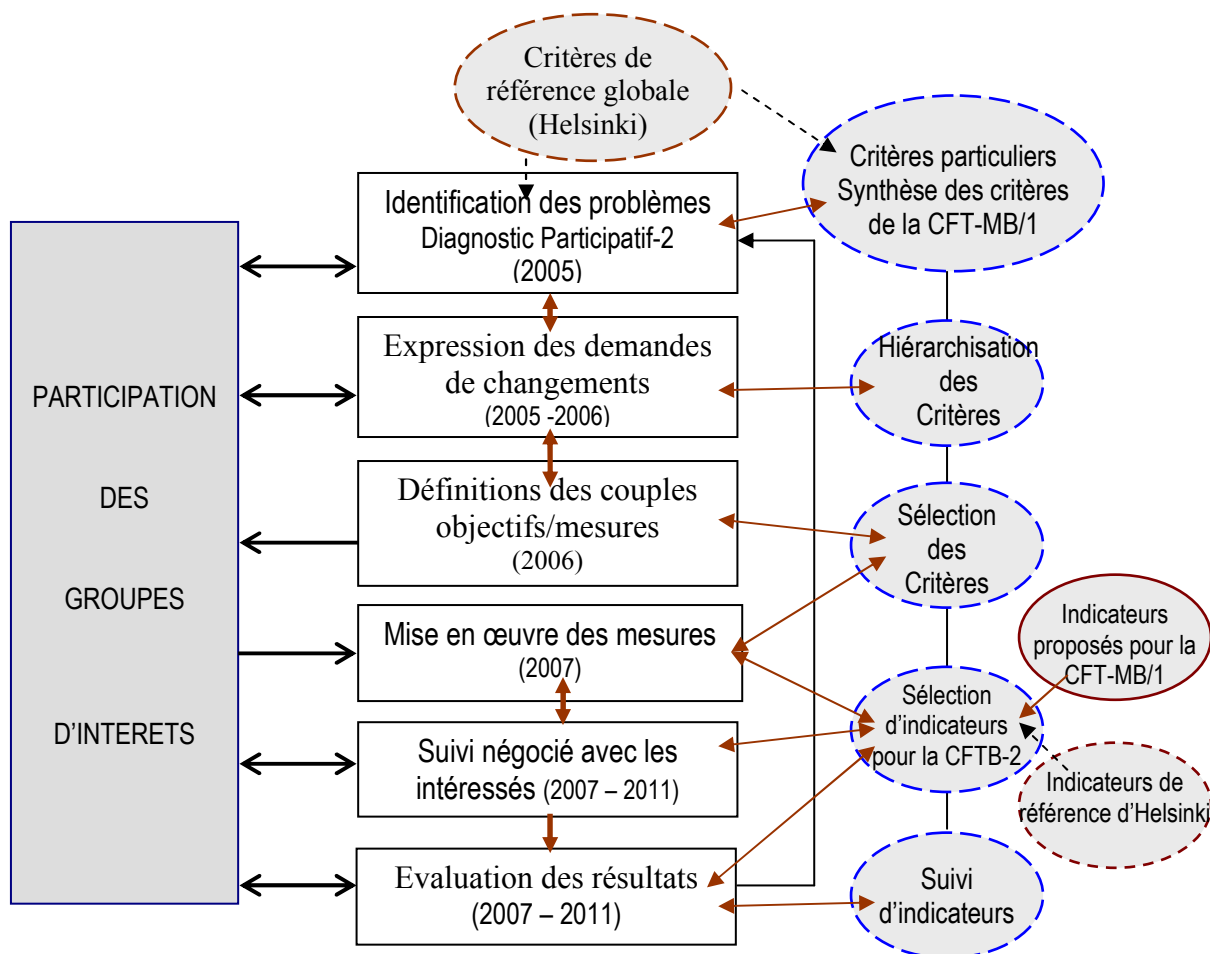 Critères de
référence globale
(Helsinki)
Critères particuliers
Synthèse des critères
de la CFT-MB/1
Identification des problèmes
Diagnostic Participatif-2
(2005)
Expression des demandes
de changements
(2005 -2006)
Hiérarchisation
des
Critères
PARTICIPATION
DES
GROUPES
D'INTERETS
Définitions des couples
objectifs/mesures
(2006)
Sélection
des
Critères
Mise en œuvre des mesures
(2007)
Indicateurs
proposés pour la
CFT-MB/1
Sélection
d'indicateurs
pour la CFTB-2
Suivi négocié avec les
intéressés (2007 – 2011)
Indicateurs de
référence d'Helsinki
Evaluation des résultats
(2007 – 2011)
Suivi
d'indicateurs